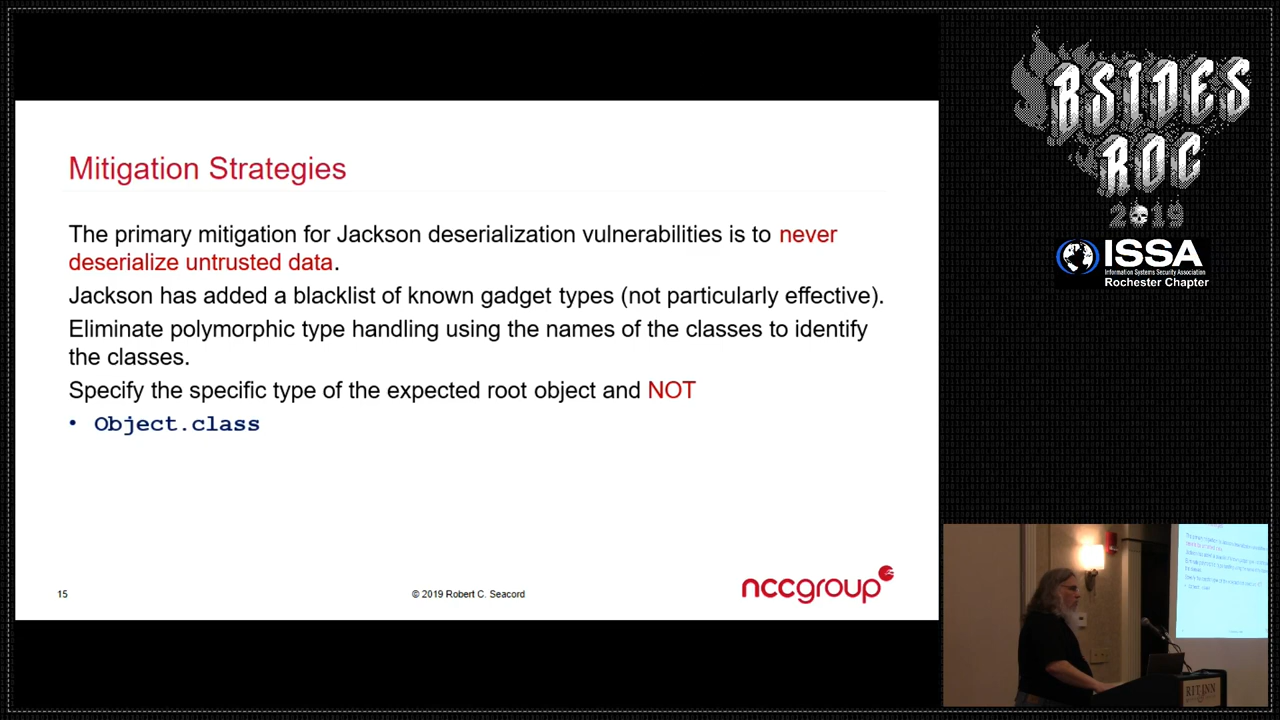 Mitigation Strategies
The primary mitigation for Jackson deserialization vulnerabilities is to never
deserialize untrusted data.
Jackson has added a blacklist of known gadget types (not particularly effective).
Eliminate polymorphic type handling using the names of the classes to identify
the classes.
Specify the specific type of the expected root object and NOT
• Object.class
15
© 2019 Robert C. Seacord
nccgroup
BSIDES
ROC
2019
ISSA
Information Systems Security Association
Rochester Chapter
RIT INN